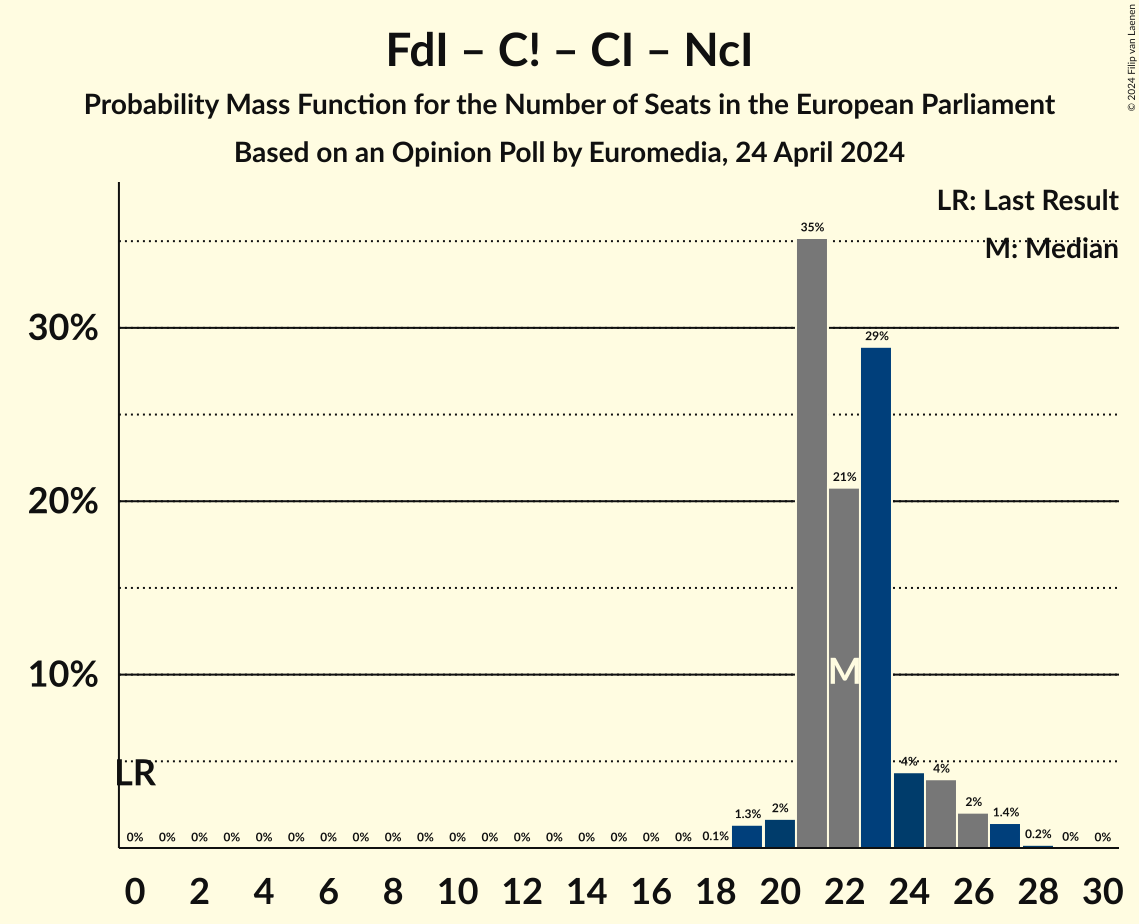 FdI – C! – CI – NcI
Probability Mass Function for the Number of Seats in the European Parliament
Based on an Opinion Poll by Euromedia, 24 April 2024
© 2024 Filip van Laenen
LR: Last Result
M: Median
35%
30%
29%
21%
20%
M
10%
LR
0% 0% 0% 0% 0% 0% 0% 0% 0% 0% 0% 0% 0% 0% 0% 0% 0% 0% 0.1% 1.3% 2% 4% 4% 2% 1.4% 0.2% 0% 0%
0 2 4 6 8 10 12 14 16 18 20 22 24 26 28 30